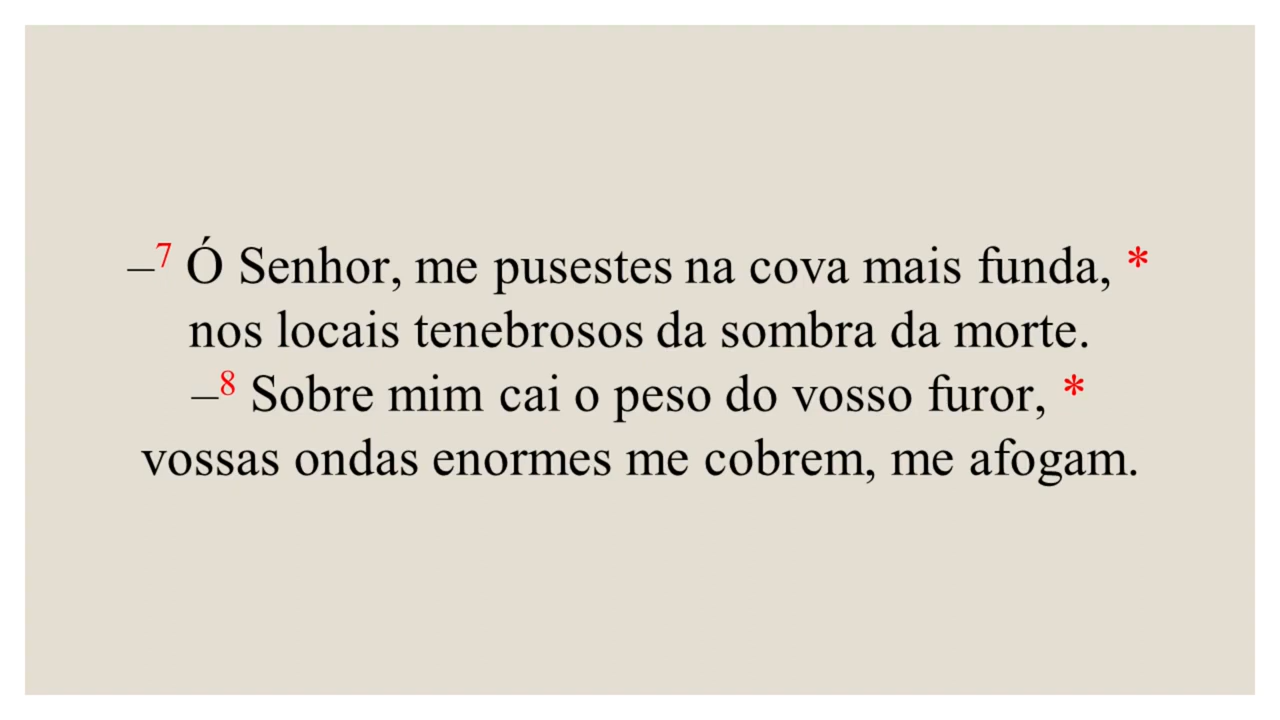 –7 Ó Senhor, me pusestes na cova mais funda, *
nos locais tenebrosos da sombra da morte.
–8 Sobre mim cai o peso do vosso furor, *
vossas ondas enormes me cobrem, me afogam.